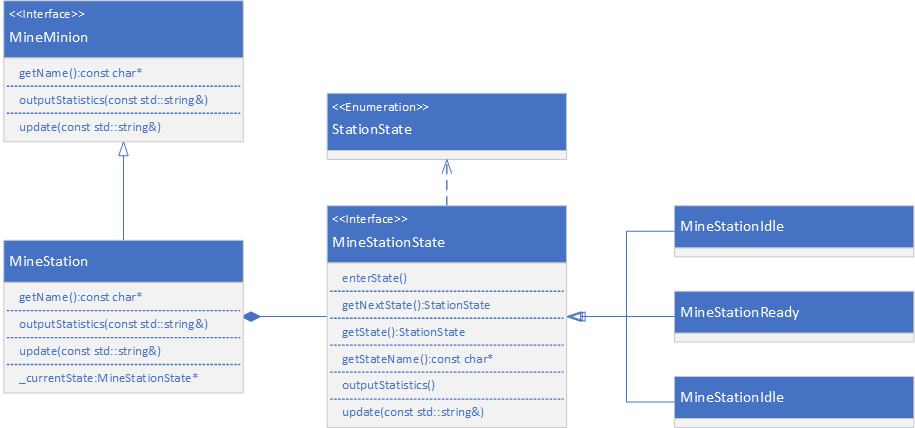 <<Interface>>
MineMinion
getName():const char*
outputStatistics(const std::string&)
update(const std::string&)
<<Enumeration>>
StationState
MineStation
getName():const char*
outputStatistics(const std::string&)
update(const std::string&)
_currentState:MineStationState*
<<Interface>>
MineStationState
enterState()
getNextState():StationState
getState():StationState
getStateName():const char*
outputStatistics()
update(const std::string&)
MineStationIdle
MineStationReady
MineStationIdle